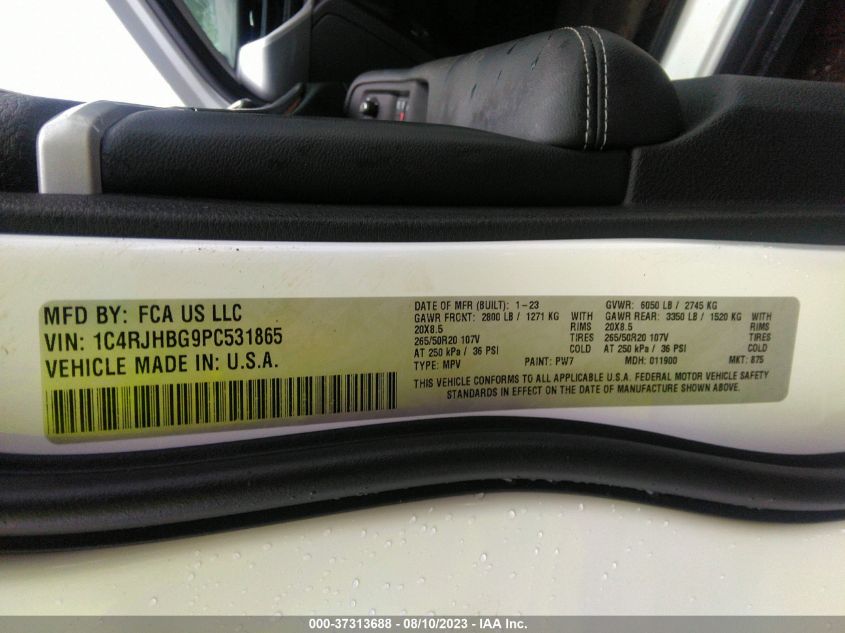 MFD BY: FCA US LLC
VIN: 1C4RJHBG9PC531865
VEHICLE MADE IN: U.S.A.
DATE OF MFR (BUILT): 1-23 GVWR: 6050 LB / 2745 KG
GAWR FRONT: 2800 LB / 1271 KG WITH GAWR REAR: 3350 LB / 1520 KG WITH
20X8.5 RIMS 20X8.5 RIMS
265/50R20 107V TIRES 265/50R20 107V TIRES
AT 250 kPa / 36 PSI COLD AT 250 kPa / 36 PSI COLD
TYPE: MPV PAINT: PW7 MDH: 011900 MKT: 875
THIS VEHICLE CONFORMS TO ALL APPLICABLE U.S.A. FEDERAL MOTOR VEHICLE SAFETY
STANDARDS IN EFFECT ON THE DATE OF MANUFACTURE SHOWN ABOVE.
000-37313688 - 08/10/2023 - IAA Inc.